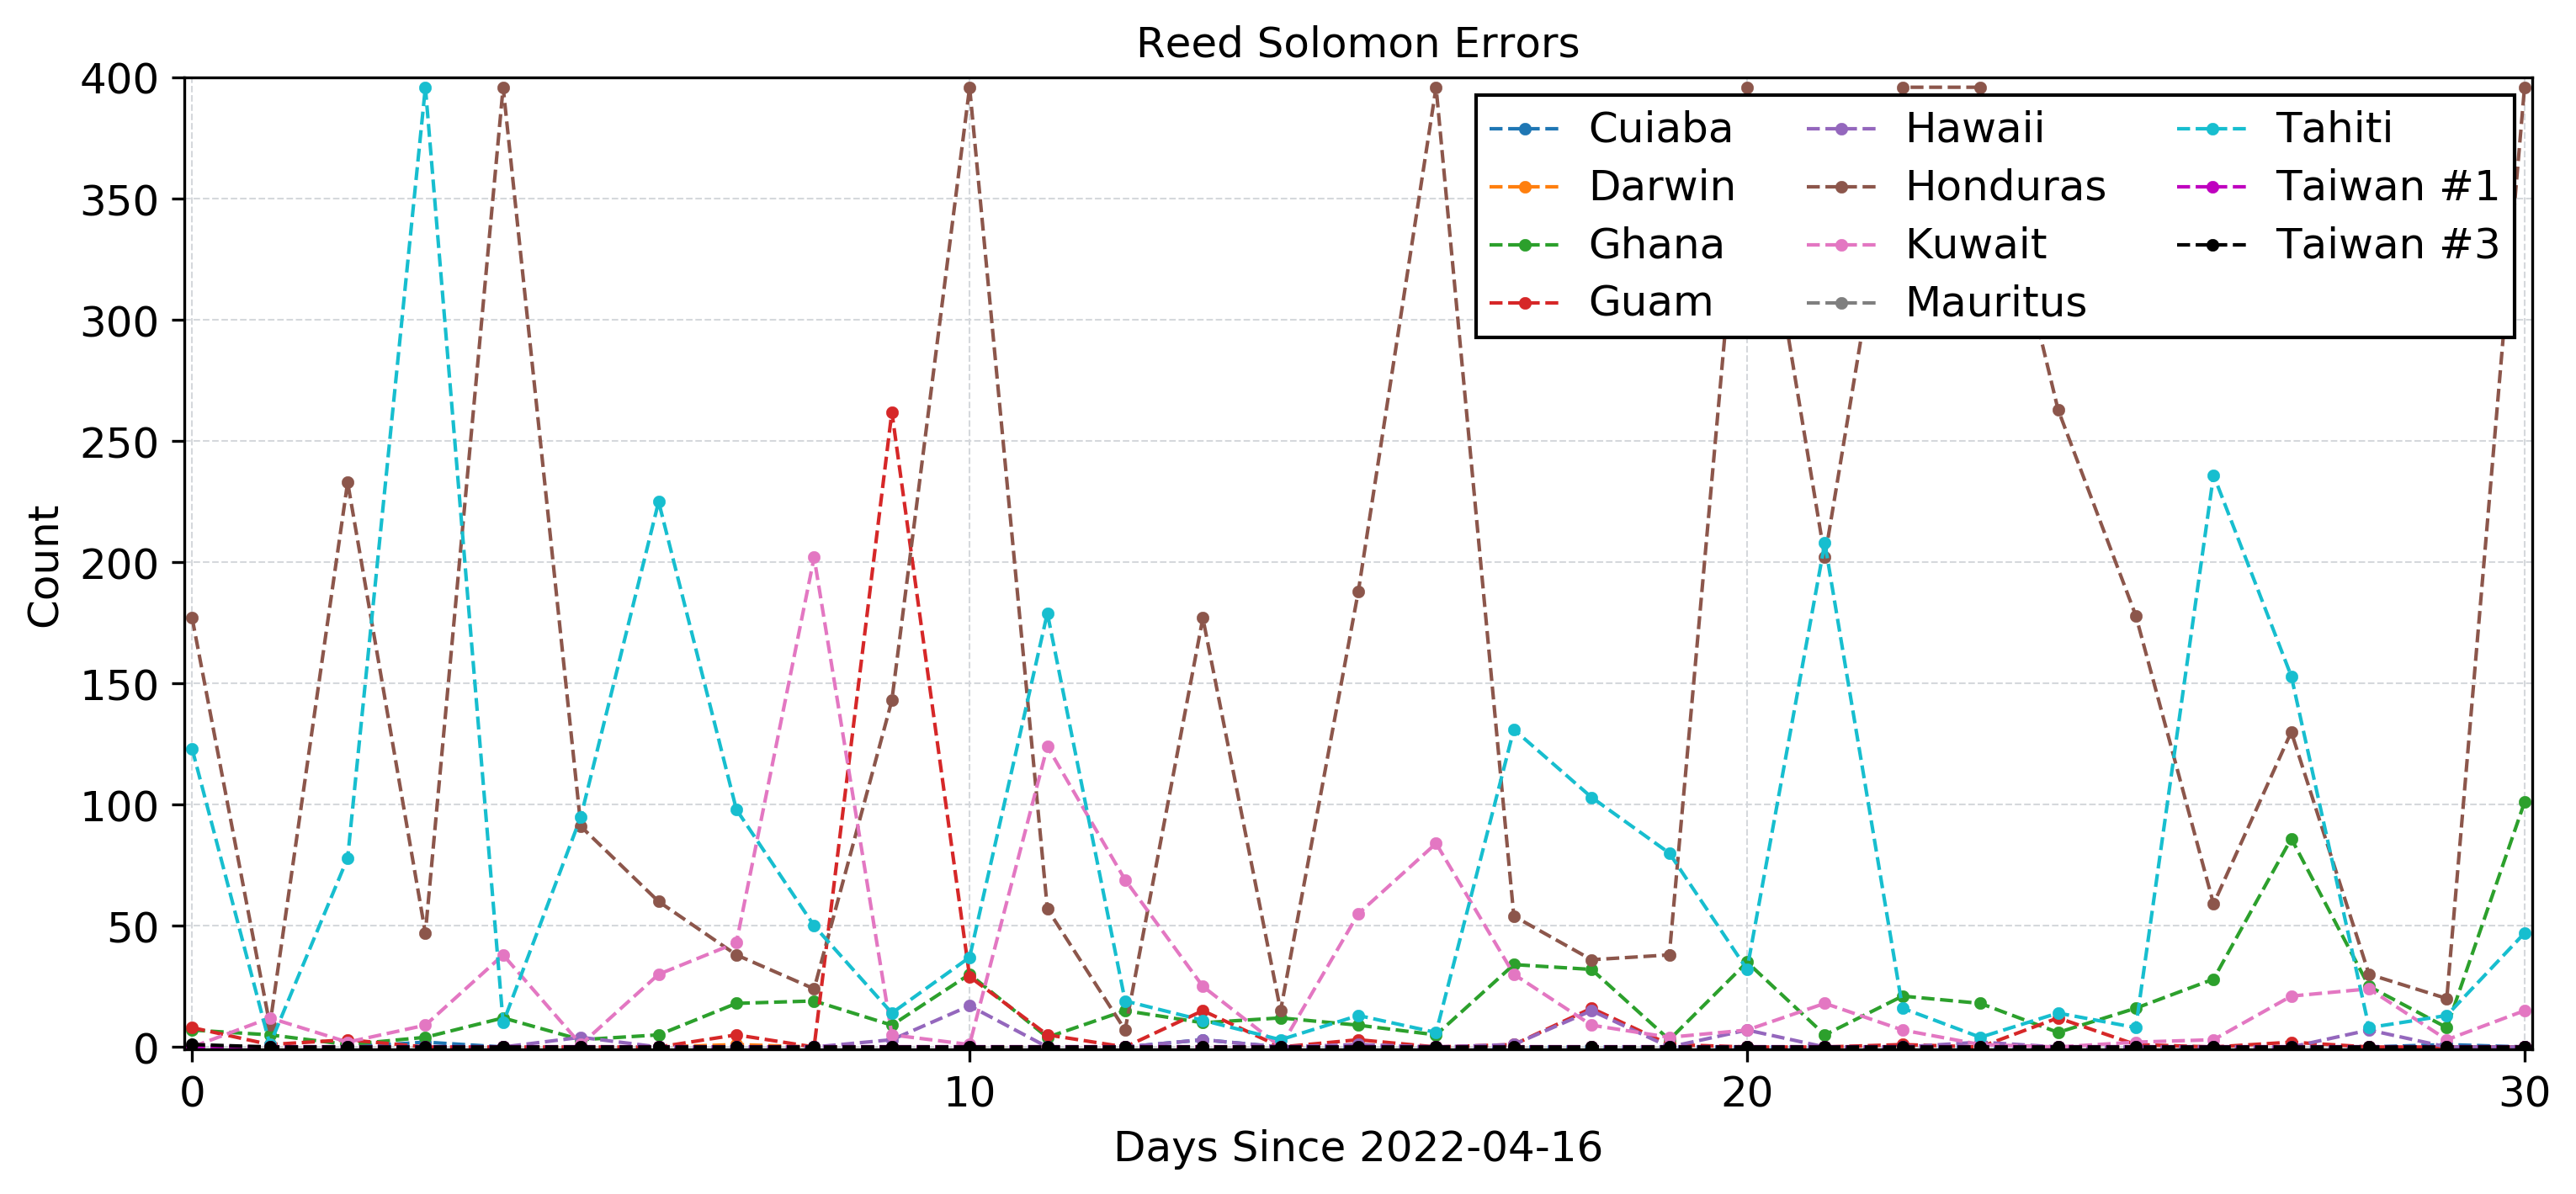 Reed Solomon Errors
400
350
300
250
200
150
100
50
0
Count
Cuiaba
Darwin
Ghana
Guam
Hawaii
Honduras
Kuwait
Mauritus
Tahiti
Taiwan #1
Taiwan #3
0 10 20 30
Days Since 2022-04-16